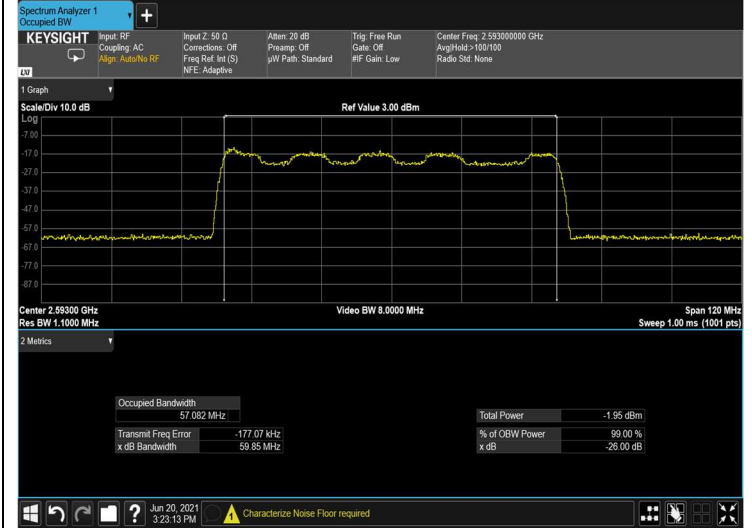 Spectrum Analyzer 1
Occupied BW
+
KEYSIGHT
Input: RF
Coupling: AC
Align: Auto/No RF
Input Z: 50 Ω
Corrections: Off
Freq Ref: Int (S)
NFE: Adaptive
Atten: 20 dB
Preamp: Off
µW Path: Standard
Trig: Free Run
Gate: Off
#IF Gain: Low
Center Freq: 2.593000000 GHz
Avg|Hold:>100/100
Radio Std: None
LXI
1 Graph
Scale/Div 10.0 dB
Ref Value 3.00 dBm
Log
-7.00
-17.0
-27.0
-37.0
-47.0
-57.0
-67.0
-77.0
-87.0
Center 2.59300 GHz
Video BW 8.0000 MHz
Span 120 MHz
Res BW 1.1000 MHz
Sweep 1.00 ms (1001 pts)
2 Metrics
Occupied Bandwidth
57.082 MHz
Total Power -1.95 dBm
Transmit Freq Error -177.07 kHz
% of OBW Power 99.00 %
x dB Bandwidth 59.85 MHz
x dB -26.00 dB
?
Jun 20, 2021
3:23:13 PM
1
Characterize Noise Floor required